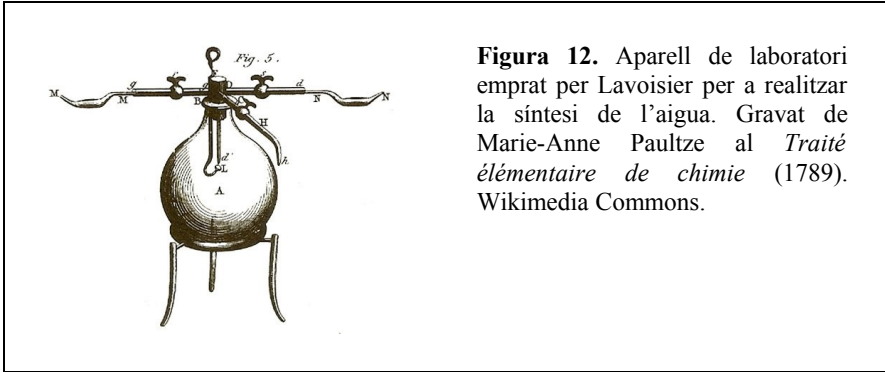 Fig. 5.
M
M
g
d
N
N
B
H
h
d'
L
A
Figura 12. Aparell de laboratori
emprat per Lavoisier per a realitzar
la síntesi de l’aigua. Gravat de
Marie-Anne Paultze al Traité
élémentaire de chimie (1789).
Wikimedia Commons.